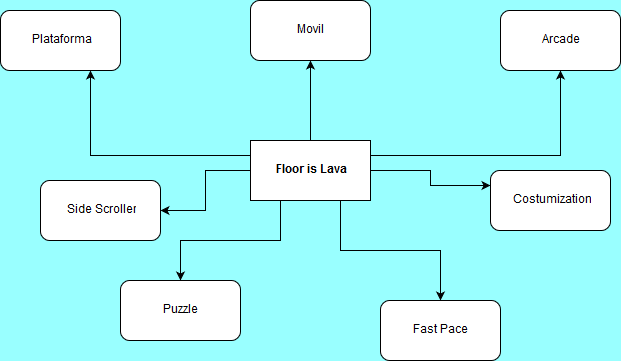 Plataforma
Movil
Arcade
Floor is Lava
Side Scroller
Costumization
Puzzle
Fast Pace